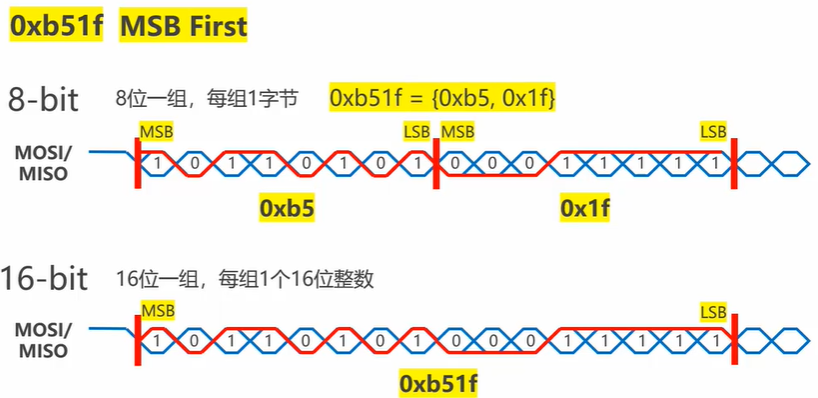 0xb51f MSB First
8-bit 8位一组，每组1字节 0xb51f = {0xb5, 0x1f}
MSB LSB MSB LSB
MOSI/
MISO
1 0 1 1 0 1 0 1 0 0 0 1 1 1 1 1
0xb5 0x1f
16-bit 16位一组，每组1个16位整数
MSB LSB
MOSI/
MISO
1 0 1 1 0 1 0 1 0 0 0 1 1 1 1 1
0xb51f